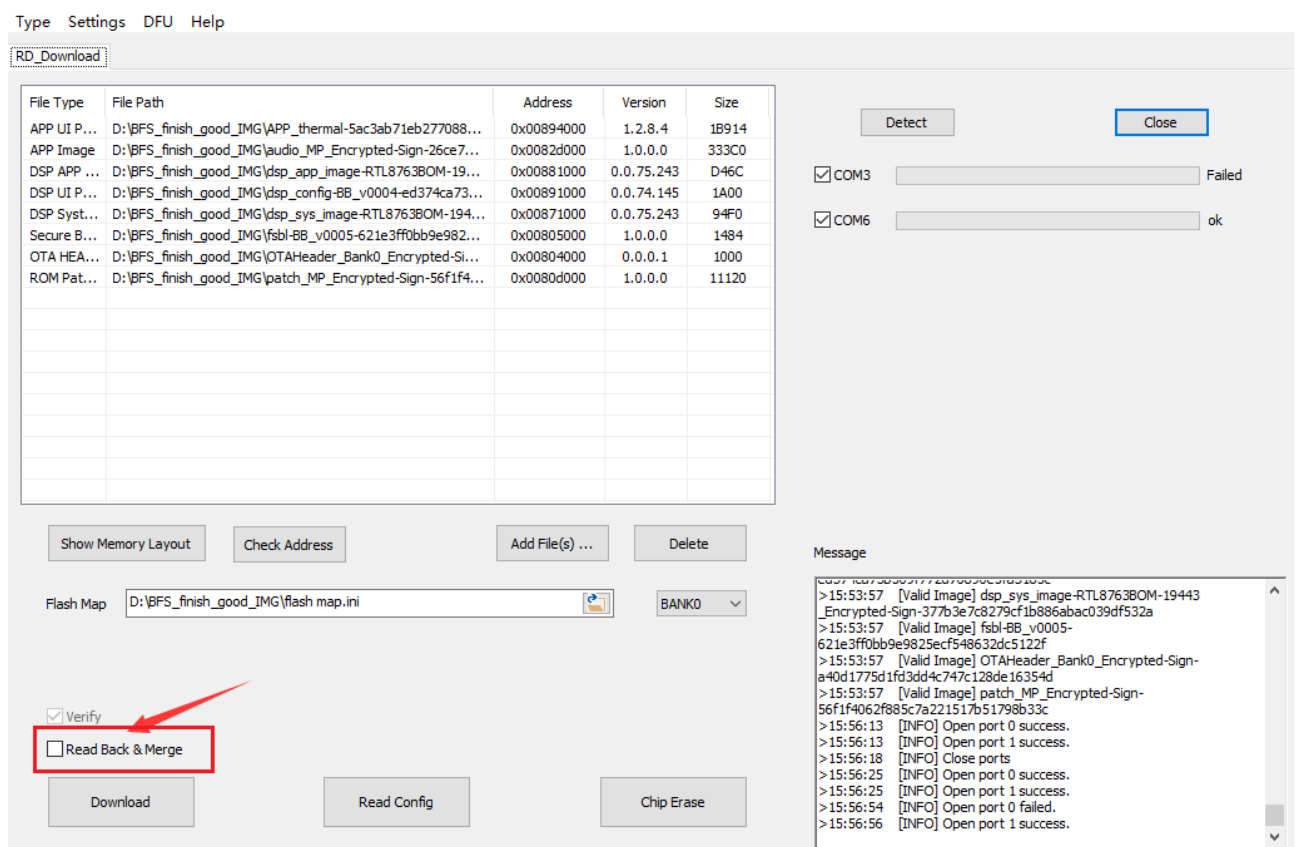 Type Settings DFU Help
RD_Download
File Type File Path Address Version Size
APP UI P... D:\BFS_finish_good_IMG\APP_thermal-5ac3ab71eb277088... 0x00894000 1.2.8.4 1B914
APP Image D:\BFS_finish_good_IMG\audio_MP_Encrypted-Sign-26ce7... 0x0082d000 1.0.0.0 333C0
DSP APP ... D:\BFS_finish_good_IMG\dsp_app_image-RTL8763BOM-19... 0x00881000 0.0.75.243 D46C
DSP UI P... D:\BFS_finish_good_IMG\dsp_config-BB_v0004-ed374ca73... 0x00891000 0.0.74.145 1A00
DSP Syst... D:\BFS_finish_good_IMG\dsp_sys_image-RTL8763BOM-194... 0x00871000 0.0.75.243 94F0
Secure B... D:\BFS_finish_good_IMG\fsbl-BB_v0005-621e3ff0bb9e982... 0x00805000 1.0.0.0 1484
OTA HEA... D:\BFS_finish_good_IMG\OTAHeader_Bank0_Encrypted-Si... 0x00804000 0.0.0.1 1000
ROM Pat... D:\BFS_finish_good_IMG\patch_MP_Encrypted-Sign-56f1f4... 0x0080d000 1.0.0.0 11120
Show Memory Layout Check Address Add File(s) ... Delete
Flash Map D:\BFS_finish_good_IMG\flash map.ini BANK0
Verify
Read Back & Merge
Download Read Config Chip Erase
Detect Close
COM3 Failed
COM6 ok
Message
>15:53:57 [Valid Image] dsp_sys_image-RTL8763BOM-19443
_Encrypted-Sign-377b3e7c8279cf1b886abac039df532a
>15:53:57 [Valid Image] fsbl-BB_v0005-
621e3ff0bb9e9825ecf548632dc5122f
>15:53:57 [Valid Image] OTAHeader_Bank0_Encrypted-Sign-
a40d1775d1fd3dd4c747c128de16354d
>15:53:57 [Valid Image] patch_MP_Encrypted-Sign-
56f1f4062f885c7a221517b51798b33c
>15:56:13 [INFO] Open port 0 success.
>15:56:13 [INFO] Open port 1 success.
>15:56:18 [INFO] Close ports
>15:56:25 [INFO] Open port 0 success.
>15:56:25 [INFO] Open port 1 success.
>15:56:54 [INFO] Open port 0 failed.
>15:56:56 [INFO] Open port 1 success.